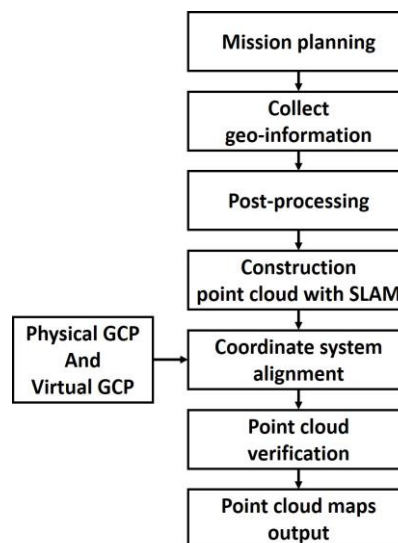 Mission planning
Collect
geo-information
Post-processing
Construction
point cloud with SLAM
Physical GCP
And
Virtual GCP
Coordinate system
alignment
Point cloud
verification
Point cloud maps
output